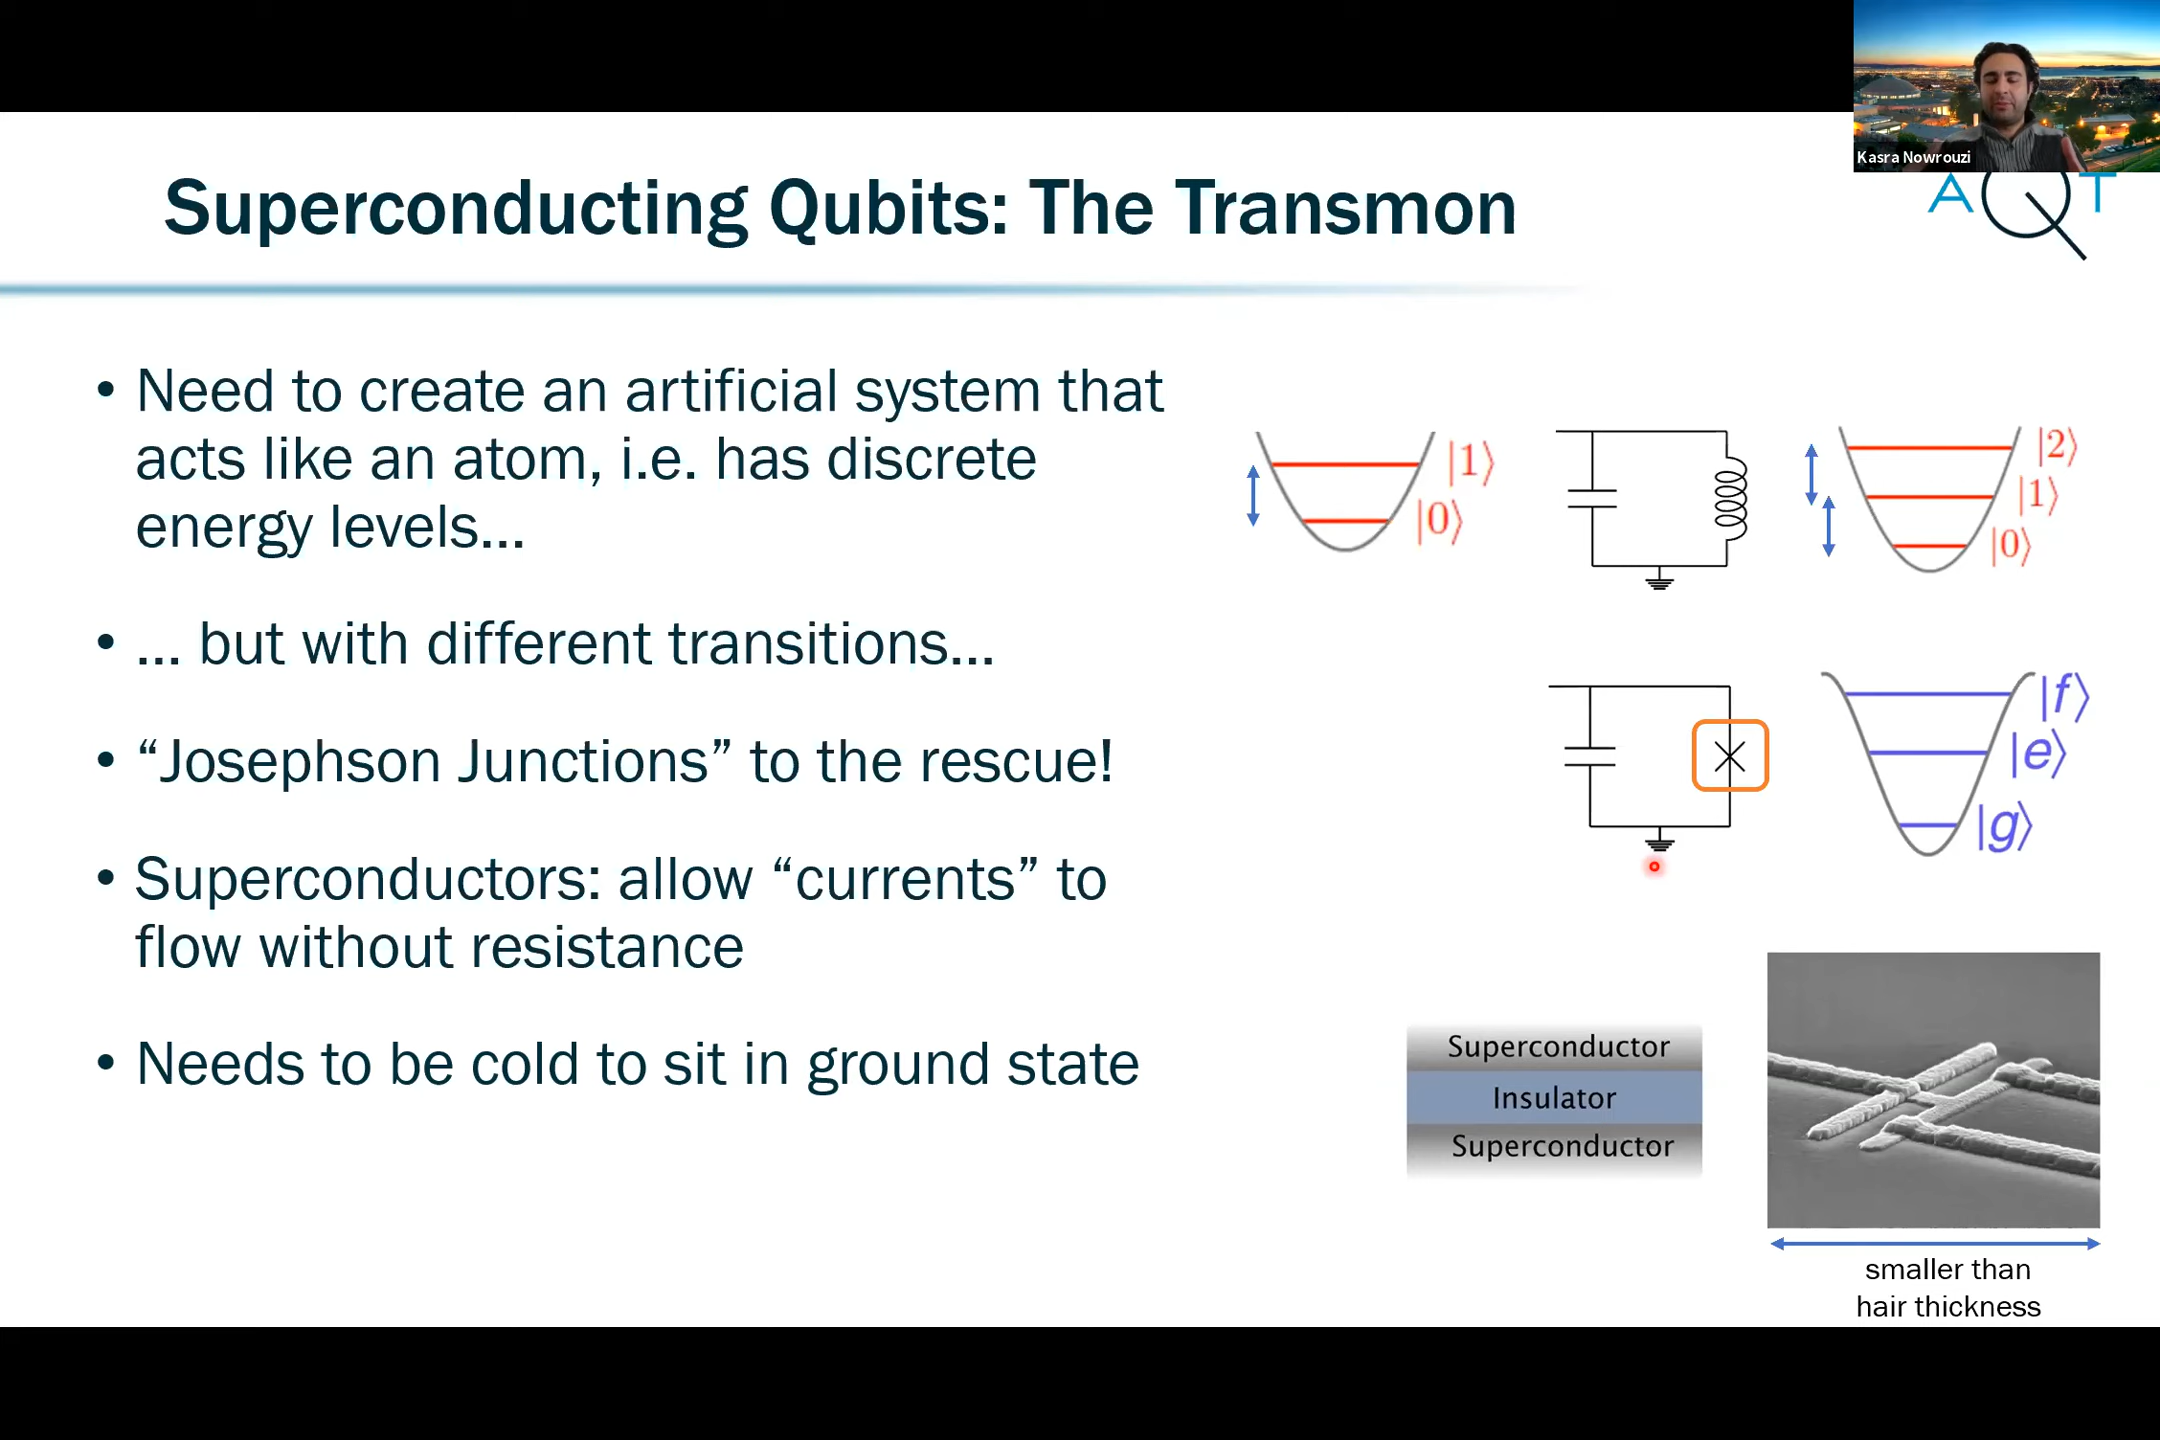 Kasra Nowrouzi
AQT
Superconducting Qubits: The Transmon
• Need to create an artificial system that
acts like an atom, i.e. has discrete
energy levels...
• ... but with different transitions...
• “Josephson Junctions” to the rescue!
• Superconductors: allow “currents” to
flow without resistance
• Needs to be cold to sit in ground state
|1⟩
|0⟩
|2⟩
|1⟩
|0⟩
|f⟩
|e⟩
|g⟩
Superconductor
Insulator
Superconductor
smaller than
hair thickness